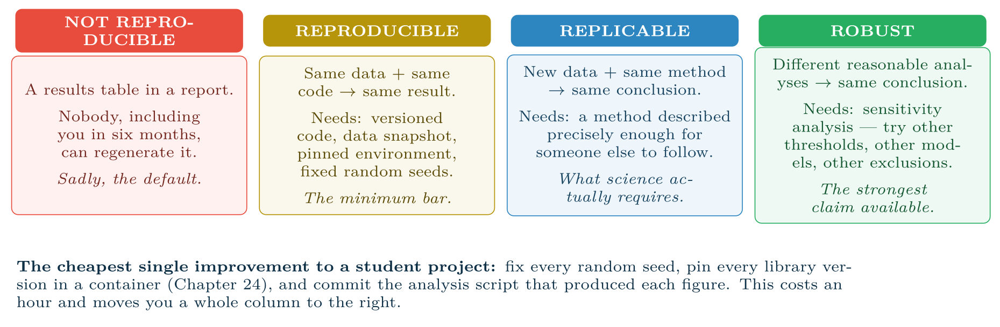 NOT REPRO-
DUCIBLE
A results table in a report.
Nobody, including
you in six months,
can regenerate it.
Sadly, the default.
REPRODUCIBLE
Same data + same
code → same result.
Needs: versioned
code, data snapshot,
pinned environment,
fixed random seeds.
The minimum bar.
REPLICABLE
New data + same method
→ same conclusion.
Needs: a method described
precisely enough for
someone else to follow.
What science ac-
tually requires.
ROBUST
Different reasonable anal-
yses → same conclusion.
Needs: sensitivity
analysis — try other
thresholds, other mod-
els, other exclusions.
The strongest
claim available.
The cheapest single improvement to a student project: fix every random seed, pin every library ver-
sion in a container (Chapter 24), and commit the analysis script that produced each figure. This costs an
hour and moves you a whole column to the right.